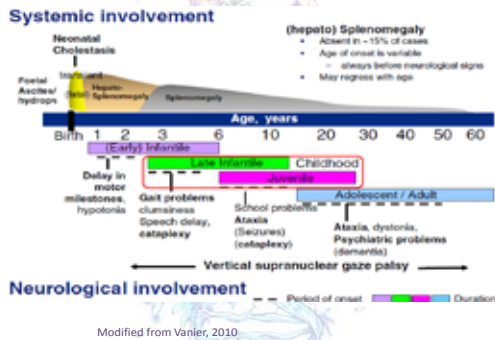 Systemic involvement
Neonatal
Cholestasis
(hepato) Splenomegaly
• Absent in ~15% of cases
• Age of onset is variable
– always before neurological signs
• May regress with age
Foetal
Ascites/
hydrops
(fatal)
Hepato-
Splenomegaly
Splenomegaly
Age, years
Birth 1 2 3 6 10 20 30 40 50 60
(Early) Infantile
Late Infantile
Childhood
Juvenile
Adolescent / Adult
Delay in
motor
milestones,
hypotonia
Gait problems
clumsiness
Speech delay,
cataplexy
School problems
Ataxia
(Seizures)
(cataplexy)
Ataxia, dystonia,
Psychiatric problems
(dementia)
Vertical supranuclear gaze palsy
Neurological involvement
Period of onset
Duration
Modified from Vanier, 2010